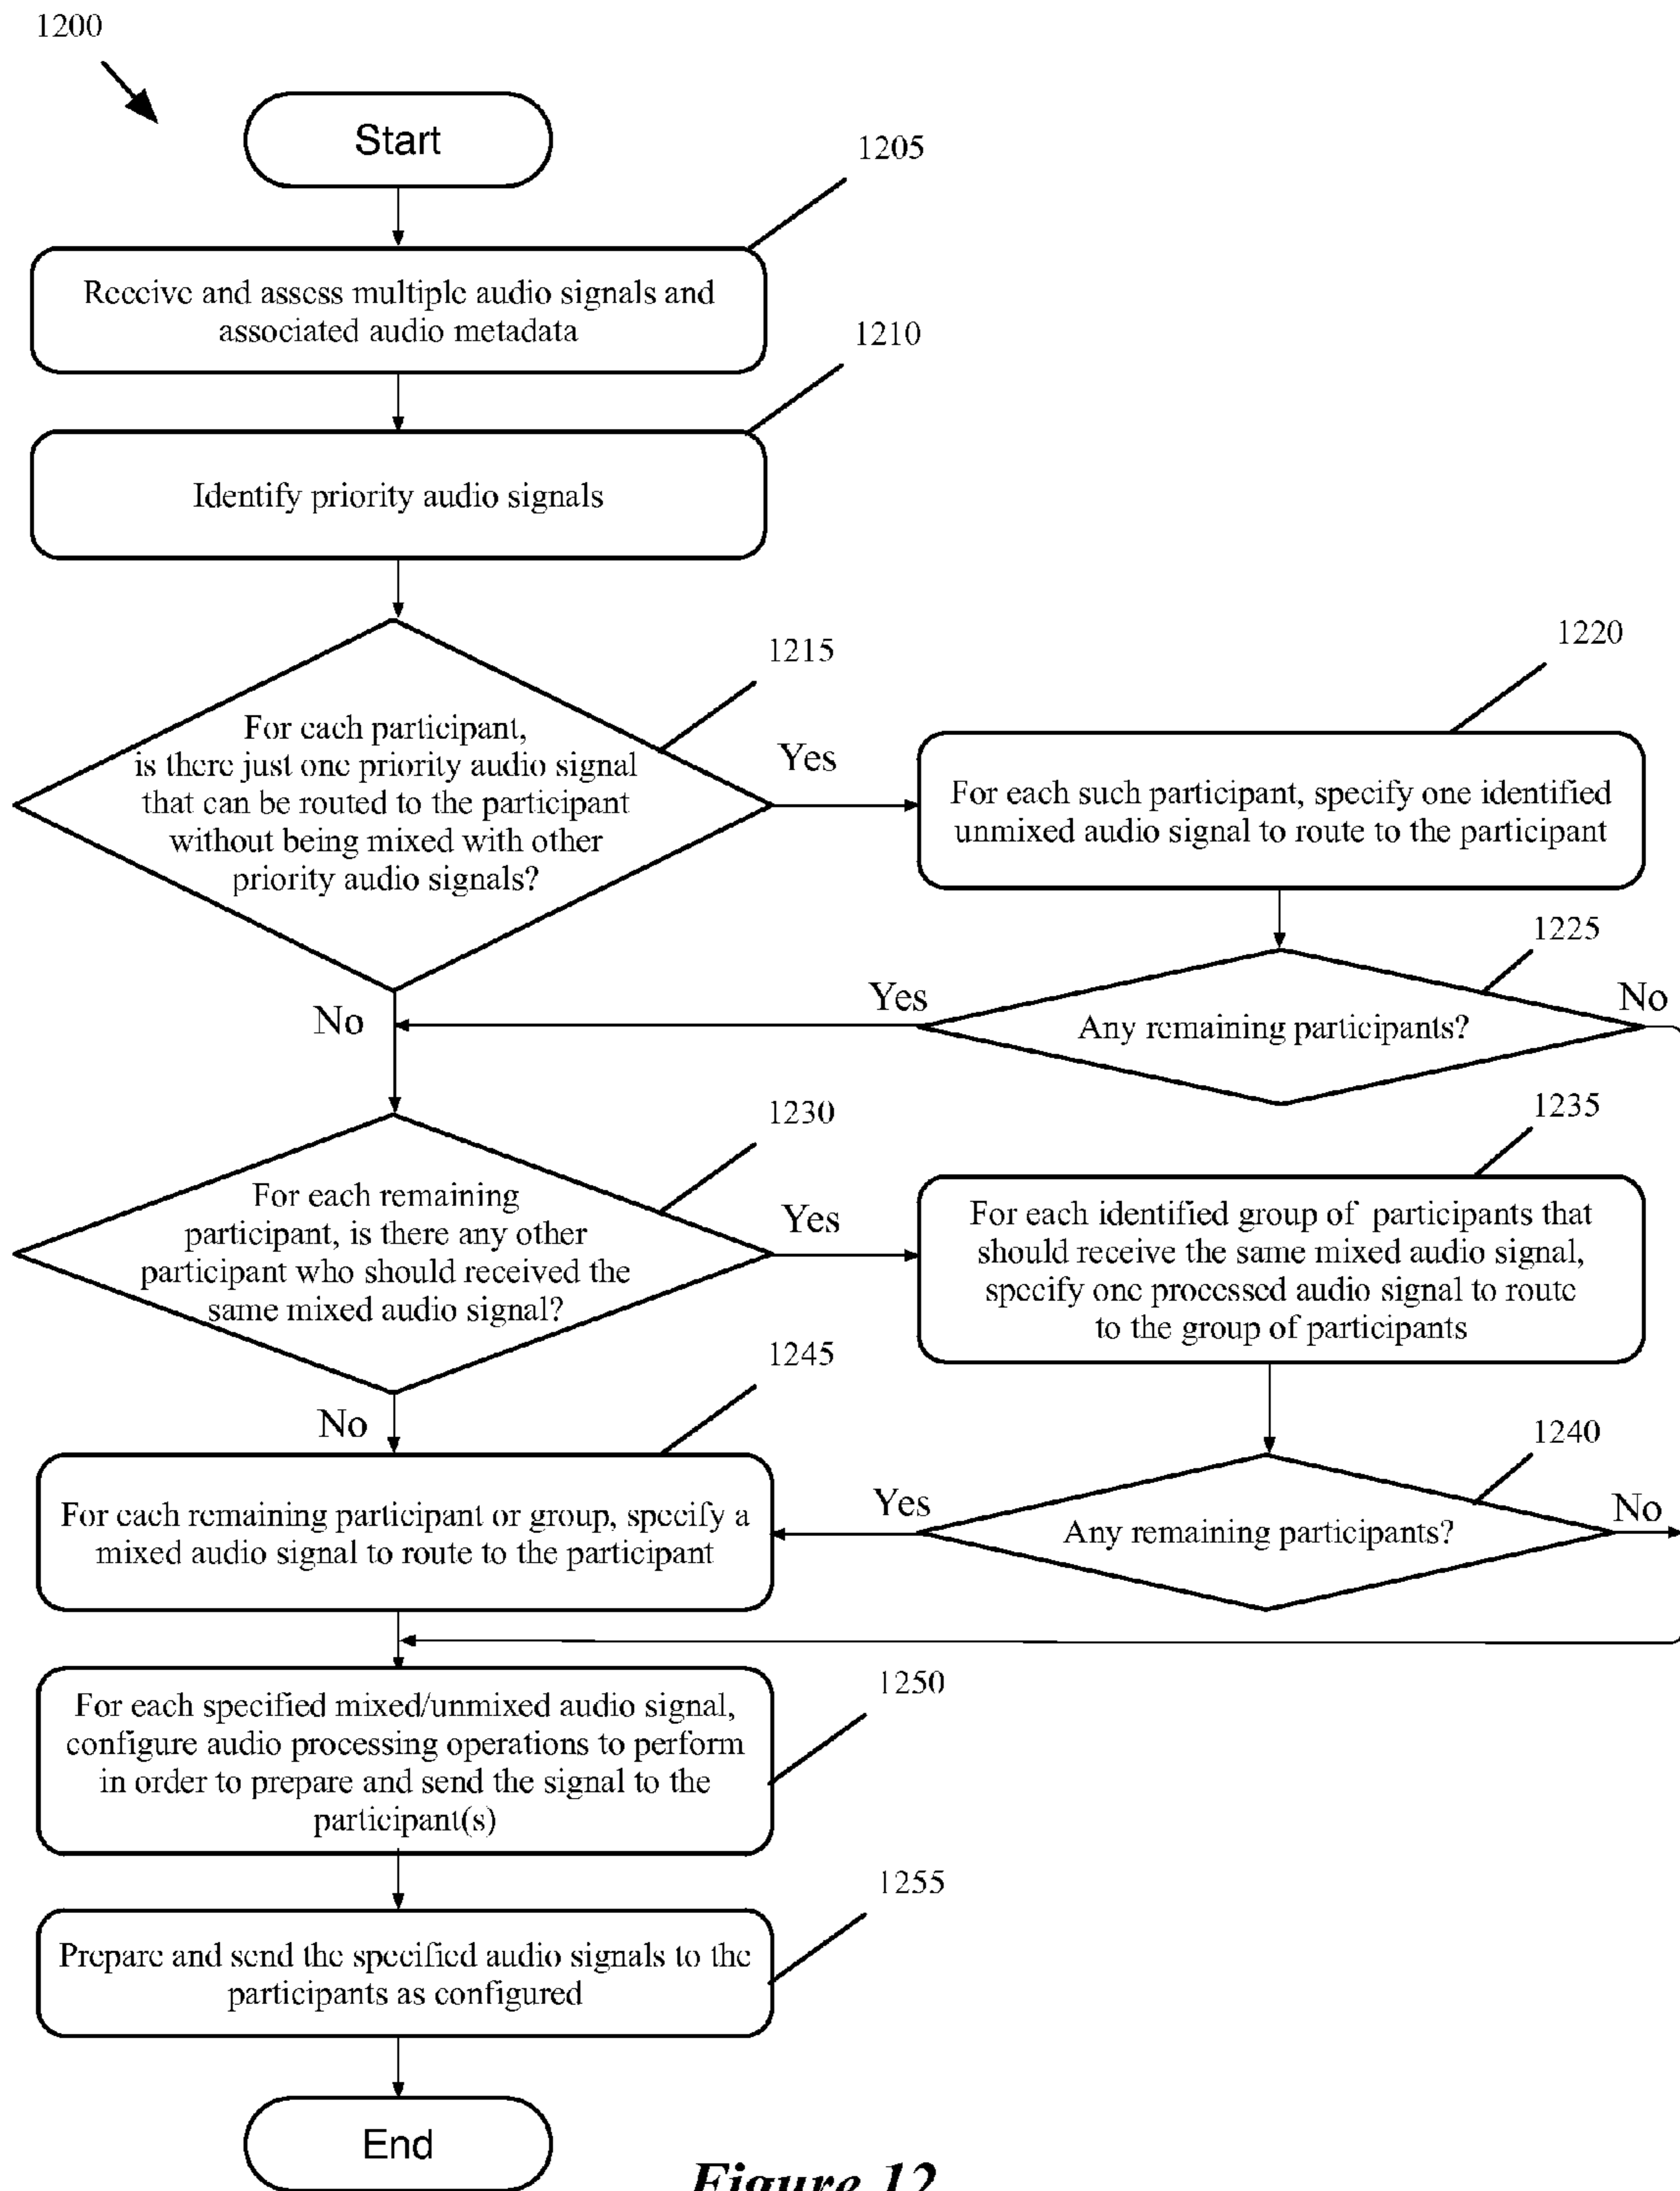 1200
Start
1205
Receive and assess multiple audio signals and
associated audio metadata
1210
Identify priority audio signals
1215
For each participant,
is there just one priority audio signal
that can be routed to the participant
without being mixed with other
priority audio signals?
Yes
No
1220
For each such participant, specify one identified
unmixed audio signal to route to the participant
1225
Yes
Any remaining participants?
No
1230
For each remaining
participant, is there any other
participant who should received the
same mixed audio signal?
Yes
No
1235
For each identified group of participants that
should receive the same mixed audio signal,
specify one processed audio signal to route
to the group of participants
1240
Yes
Any remaining participants?
No
1245
For each remaining participant or group, specify a
mixed audio signal to route to the participant
1250
For each specified mixed/unmixed audio signal,
configure audio processing operations to perform
in order to prepare and send the signal to the
participant(s)
1255
Prepare and send the specified audio signals to the
participants as configured
End
Figure 12